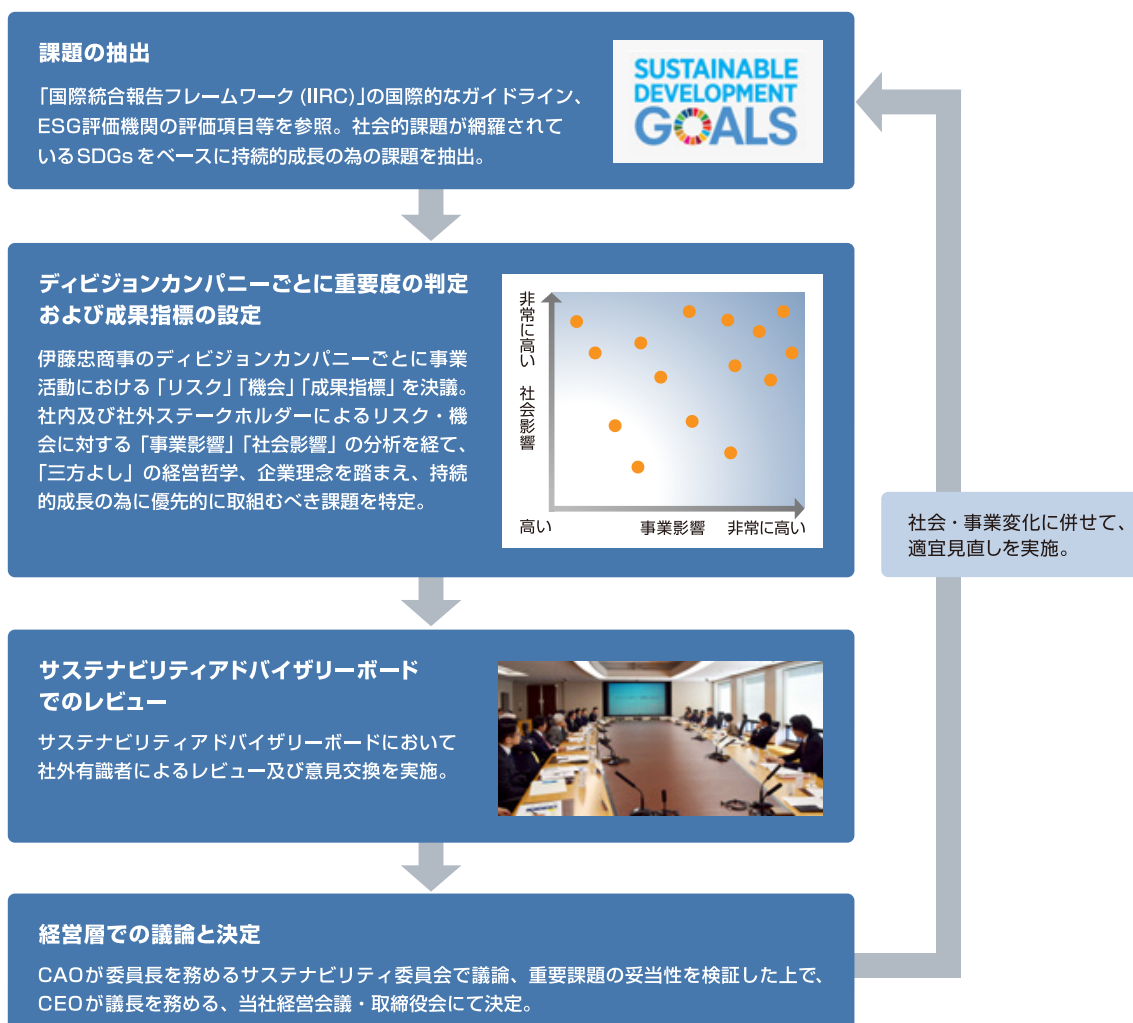 課題の抽出
「国際統合報告フレームワーク(IIRC)」の国際的なガイドライン、
ESG評価機関の評価項目等を参照。社会的課題が網羅されて
いるSDGsをベースに持続的成長の為の課題を抽出。
SUSTAINABLE
DEVELOPMENT
GOALS
ディビジョンカンパニーごとに重要度の判定
および成果指標の設定
伊藤忠商事のディビジョンカンパニーごとに事業
活動における「リスク」「機会」「成果指標」を決議。
社内及び社外ステークホルダーによるリスク・機
会に対する「事業影響」「社会影響」の分析を経て、
「三方よし」の経営哲学、企業理念を踏まえ、持続
的成長の為に優先的に取組むべき課題を特定。
非常に高い
社会影響
高い
事業影響
非常に高い
社会・事業変化に併せて、
適宜見直しを実施。
サステナビリティアドバイザリーボード
でのレビュー
サステナビリティアドバイザリーボードにおいて
社外有識者によるレビュー及び意見交換を実施。
経営層での議論と決定
CAOが委員長を務めるサステナビリティ委員会で議論、重要課題の妥当性を検証した上で、
CEOが議長を務める、当社経営会議・取締役会にて決定。